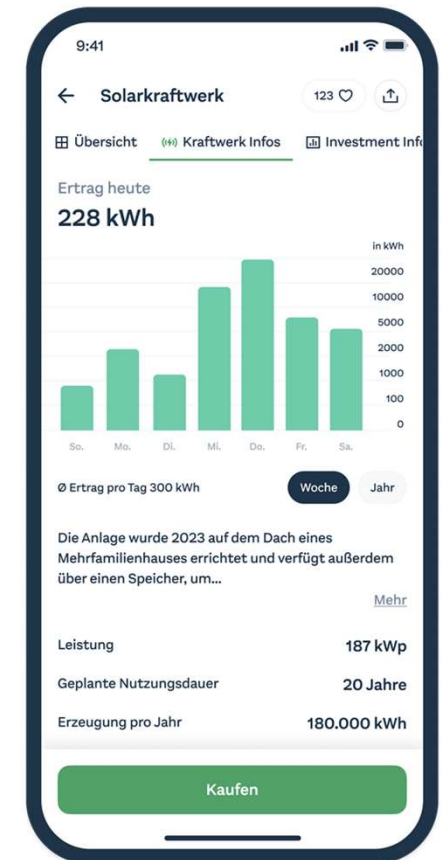 9:41
Solarkraftwerk
123
Übersicht Kraftwerk Infos Investment Info
Ertrag heute
228 kWh
in kWh
20000
10000
5000
2000
1000
100
0
So. Mo. Di. Mi. Do. Fr. Sa.
Ø Ertrag pro Tag 300 kWh Woche Jahr
Die Anlage wurde 2023 auf dem Dach eines
Mehrfamilienhauses errichtet und verfügt außerdem
über einen Speicher, um...
Mehr
Leistung 187 kWp
Geplante Nutzungsdauer 20 Jahre
Erzeugung pro Jahr 180.000 kWh
Kaufen